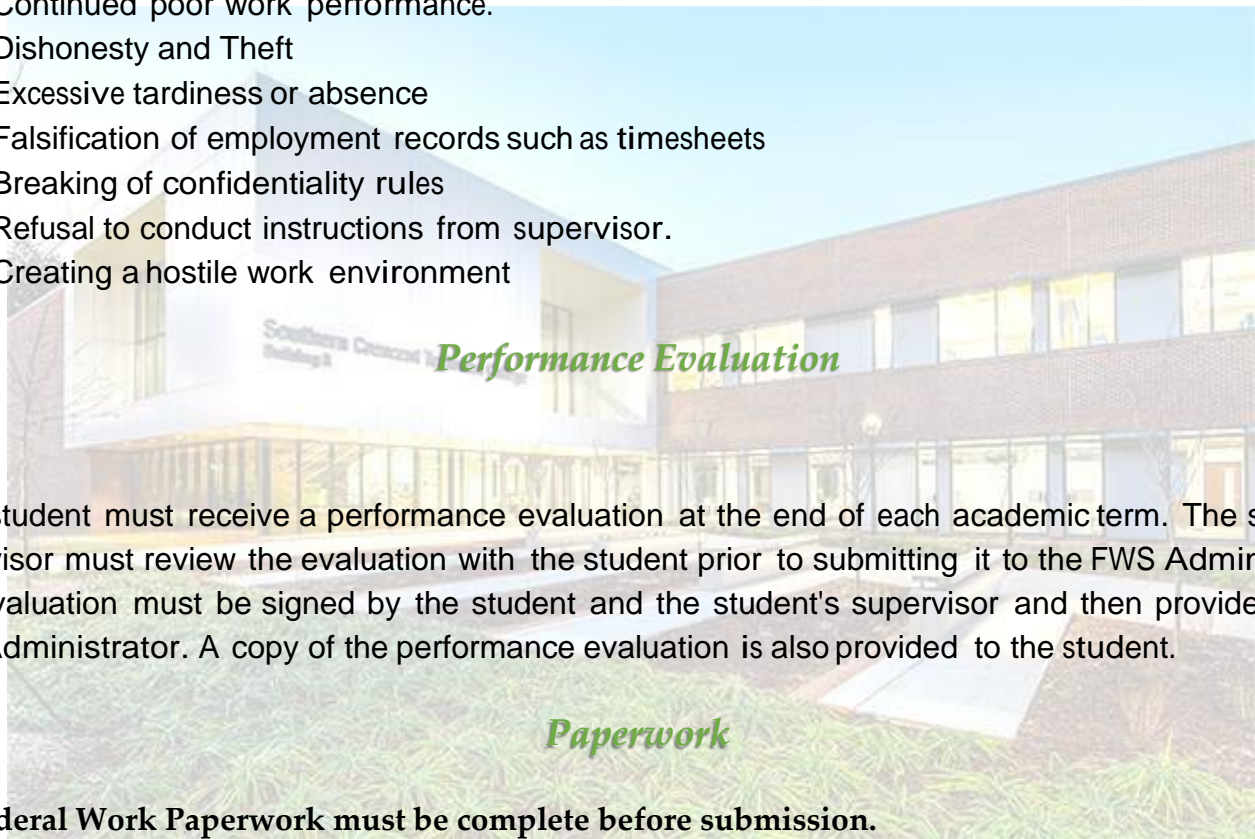 Continued poor work performance.
Dishonesty and Theft
Excessive tardiness or absence
Falsification of employment records such as timesheets
Breaking of confidentiality rules
Refusal to conduct instructions from supervisor.
Creating a hostile work environment
Southern Crescent
Building
Performance Evaluation
student must receive a performance evaluation at the end of each academic term. The s
visor must review the evaluation with the student prior to submitting it to the FWS Admin
valuation must be signed by the student and the student's supervisor and then provide
Administrator. A copy of the performance evaluation is also provided to the student.
Paperwork
deral Work Paperwork must be complete before submission.